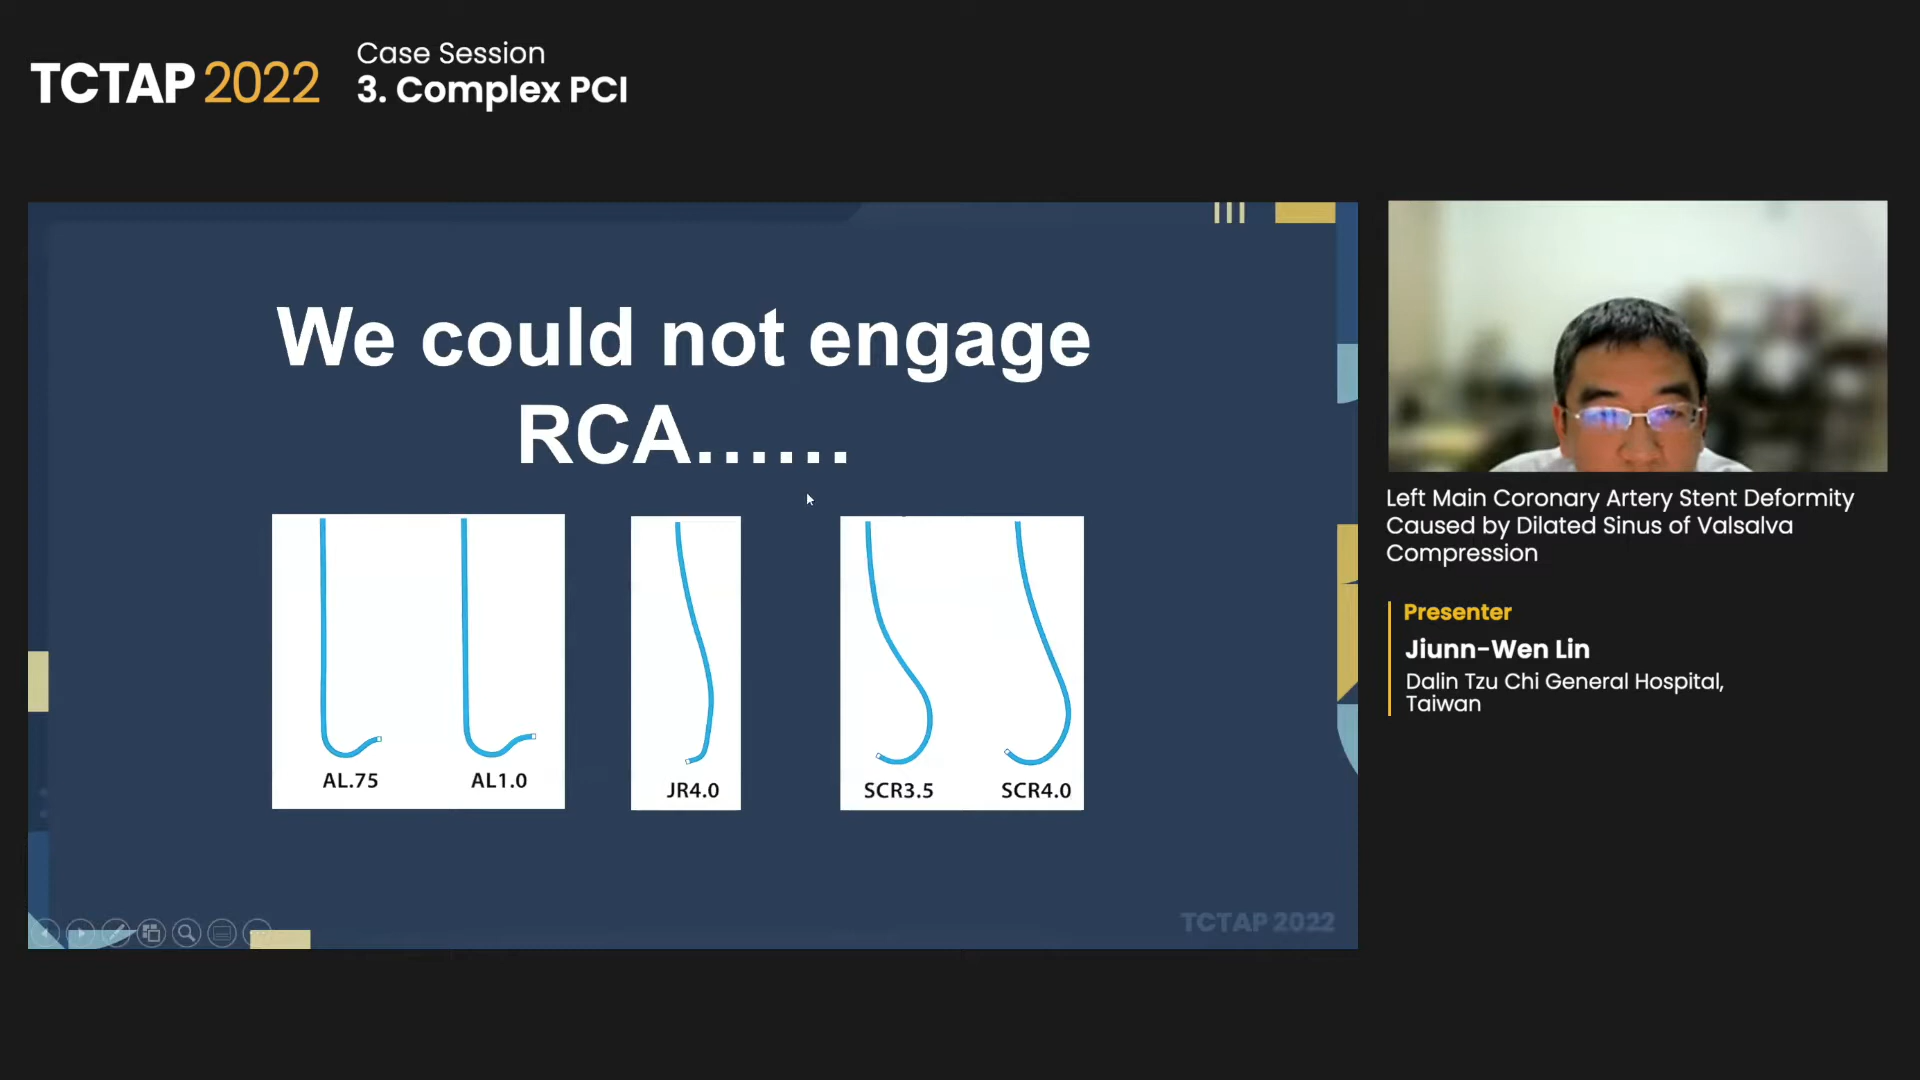 TCTAP 2022
Case Session
3. Complex PCI
We could not engage
RCA......
AL.75
AL1.0
JR4.0
SCR3.5
SCR4.0
TCTAP 2022
Left Main Coronary Artery Stent Deformity
Caused by Dilated Sinus of Valsalva
Compression
Presenter
Jiunn-Wen Lin
Dalin Tzu Chi General Hospital,
Taiwan